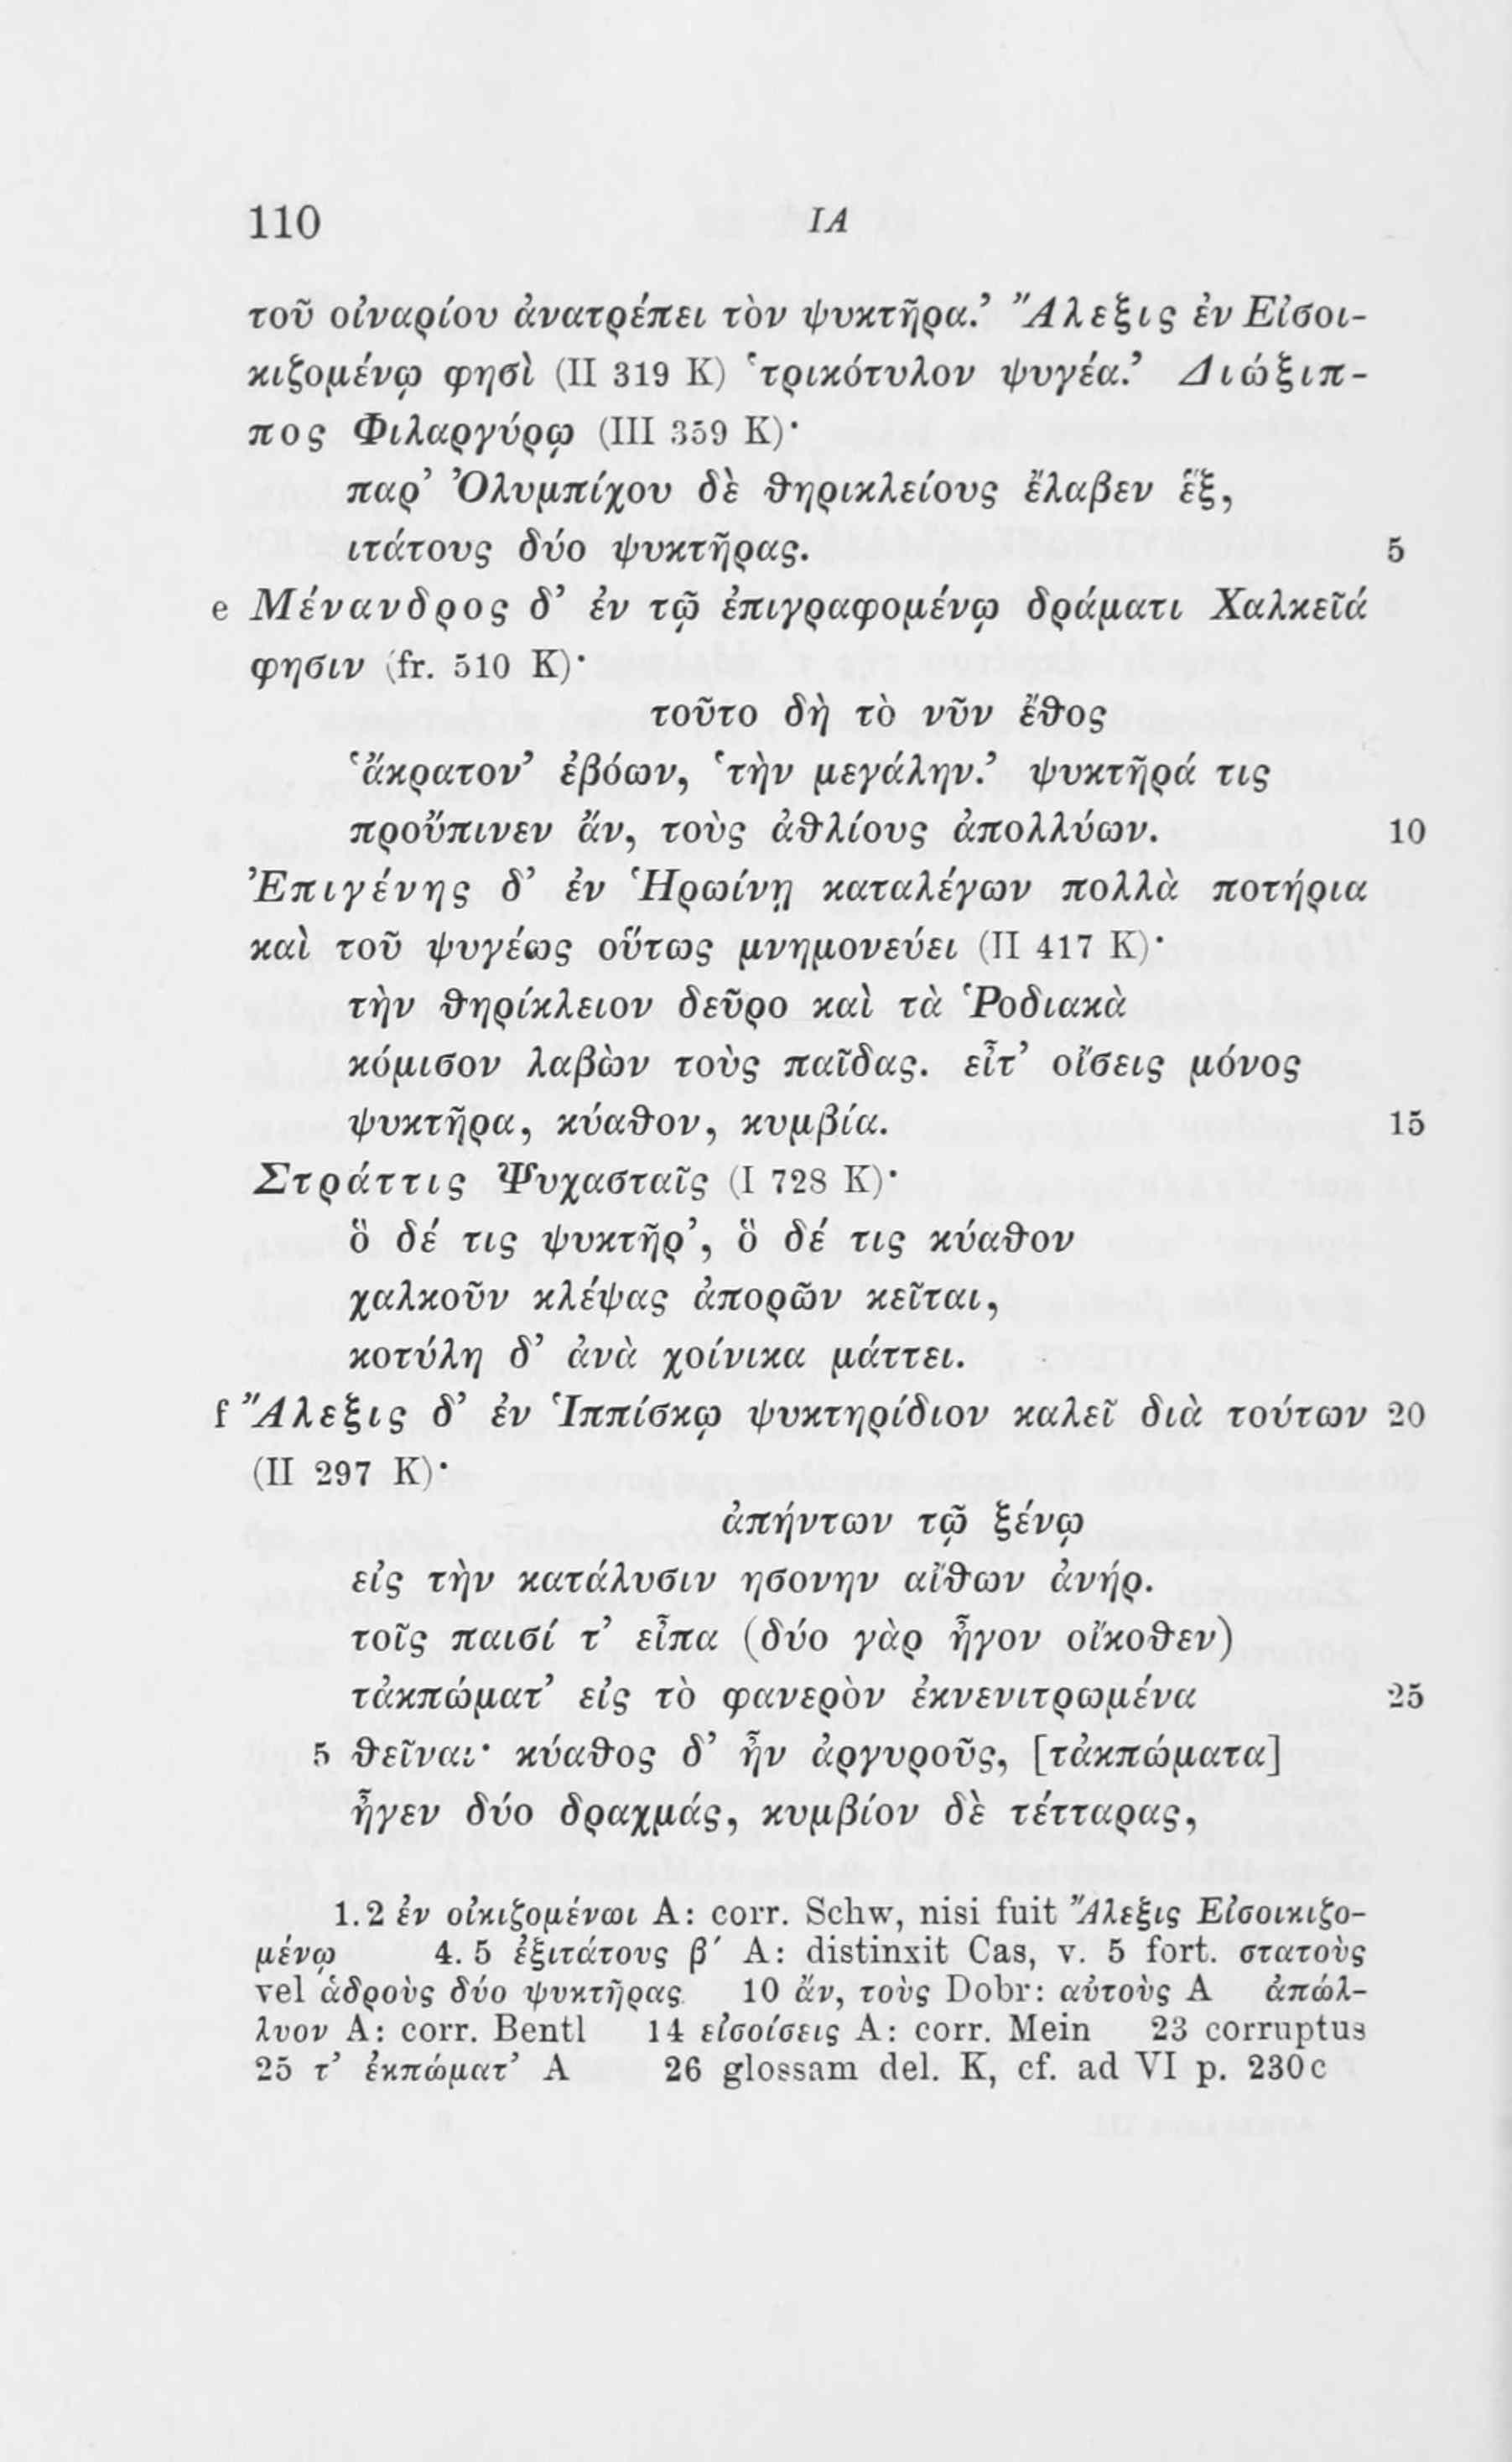 110 ΙΑ
τοῦ οἰναρίου ἀνατρέπει τὸν ψυκτῆρα.’ Ἄλεξις ἐν Εἰσοι-
κιζομένῳ φησὶ (II 319 K) ‘τρικότυλον ψυγέα.’ Διώξιπ-
πος Φιλαργύρῳ (III 359 K)·
παρ’ Ὀλυμπίχου δὲ θηρικλείους ἔλαβεν ἕξ,
ιτάτους δύο ψυκτῆρας. 5
e Μένανδρος δ’ ἐν τῷ ἐπιγραφομένῳ δράματι Χαλκεῖά
φησιν (fr. 510 K)·
τοῦτο δὴ τὸ νῦν ἔθος
‘ἄκρατον’ ἐβόων, ‘τὴν μεγάλην.’ ψυκτῆρά τις
προὔπινεν ἄν, τοὺς ἀθλίους ἀπολλύων. 10
Ἐπιγένης δ’ ἐν Ἡρωίνῃ καταλέγων πολλὰ ποτήρια
καὶ τοῦ ψυγέως οὕτως μνημονεύει (II 417 K)·
τὴν θηρίκλειον δεῦρο καὶ τὰ Ῥοδιακὰ
κόμισον λαβὼν τοὺς παῖδας. εἶτ’ οἴσεις μόνος
ψυκτῆρα, κύαθον, κυμβία. 15
Στράττις Ψυχασταῖς (I 728 K)·
ὃ δέ τις ψυκτῆρ’, ὃ δέ τις κύαθον
χαλκοῦν κλέψας ἀπορῶν κεῖται,
κοτύλη δ’ ἀνὰ χοίνικα μάττει.
f Ἄλεξις δ’ ἐν Ἱππίσκῳ ψυκτηρίδιον καλεῖ διὰ τούτων 20
(II 297 K)·
ἀπήντων τῷ ξένῳ
εἰς τὴν κατάλυσιν ησονην αἴθων ἀνήρ.
τοῖς παισί τ’ εἶπα (δύο γὰρ ἦγον οἴκοθεν)
τἀκπώματ’ εἰς τὸ φανερὸν ἐκνενιτρωμένα 25
5 θεῖναι· κύαθος δ’ ἦν ἀργυροῦς, [τἀκπώματα]
ἦγεν δύο δραχμάς, κυμβίον δὲ τέτταρας,
1.2 ἐν οἰκιζομένωι A: corr. Schw, nisi fuit Ἄλεξις Εἰσοικιζο-
μένῳ 4. 5 ἐξιτάτους β′ A: distinxit Cas, v. 5 fort. στατοὺς
vel ἁδροὺς δύο ψυκτῆρας 10 ἄν, τοὺς Dobr: αὐτοὺς A ἀπώλ-
λυον A: corr. Bentl 14 εἰσοίσεις A: corr. Mein 23 corruptus
25 τ’ ἐκπώματ’ A 26 glossam del. K, cf. ad VI p. 230c